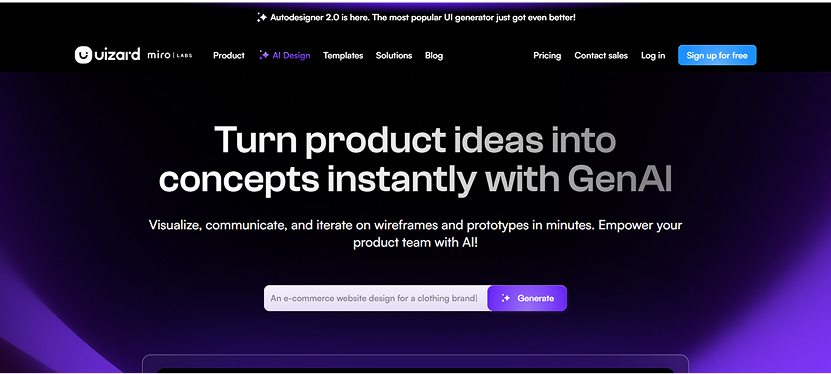 Autodesigner 2.0 is here. The most popular UI generator just got even better!
uizard miro | LABS Product AI Design Templates Solutions Blog Pricing Contact sales Log in Sign up for free
Turn product ideas into
concepts instantly with GenAI
Visualize, communicate, and iterate on wireframes and prototypes in minutes. Empower your
product team with AI!
An e-commerce website design for a clothing brand| Generate